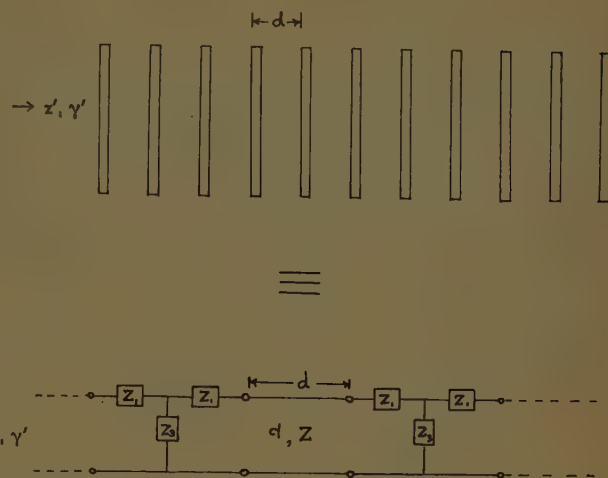 d
→ z', γ'
d
Z₁ Z₁ Z₁ Z₁
Z₃ Z₃
, γ' d, Z